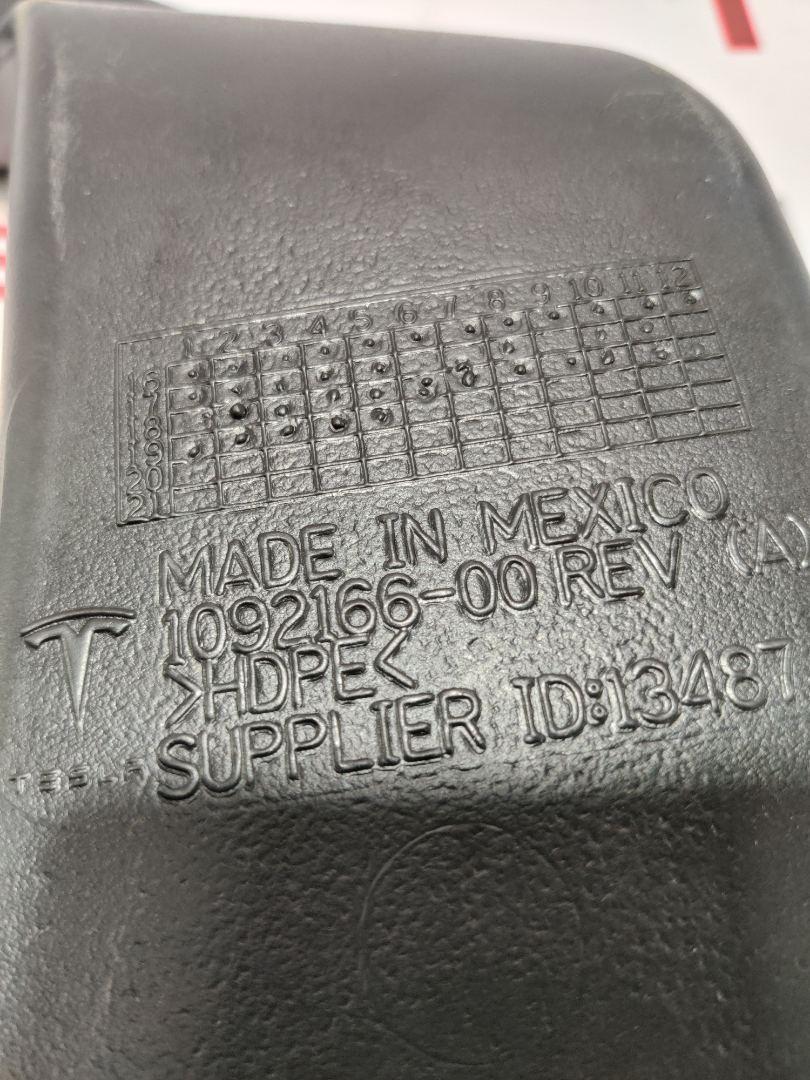 1 2 3 4 5 6 7 8 9 10 11 12
16
17
18
19
20
21
MADE IN MEXICO
1092166-00 REV (A)
>HDPE<
SUPPLIER ID:13487
TESLA